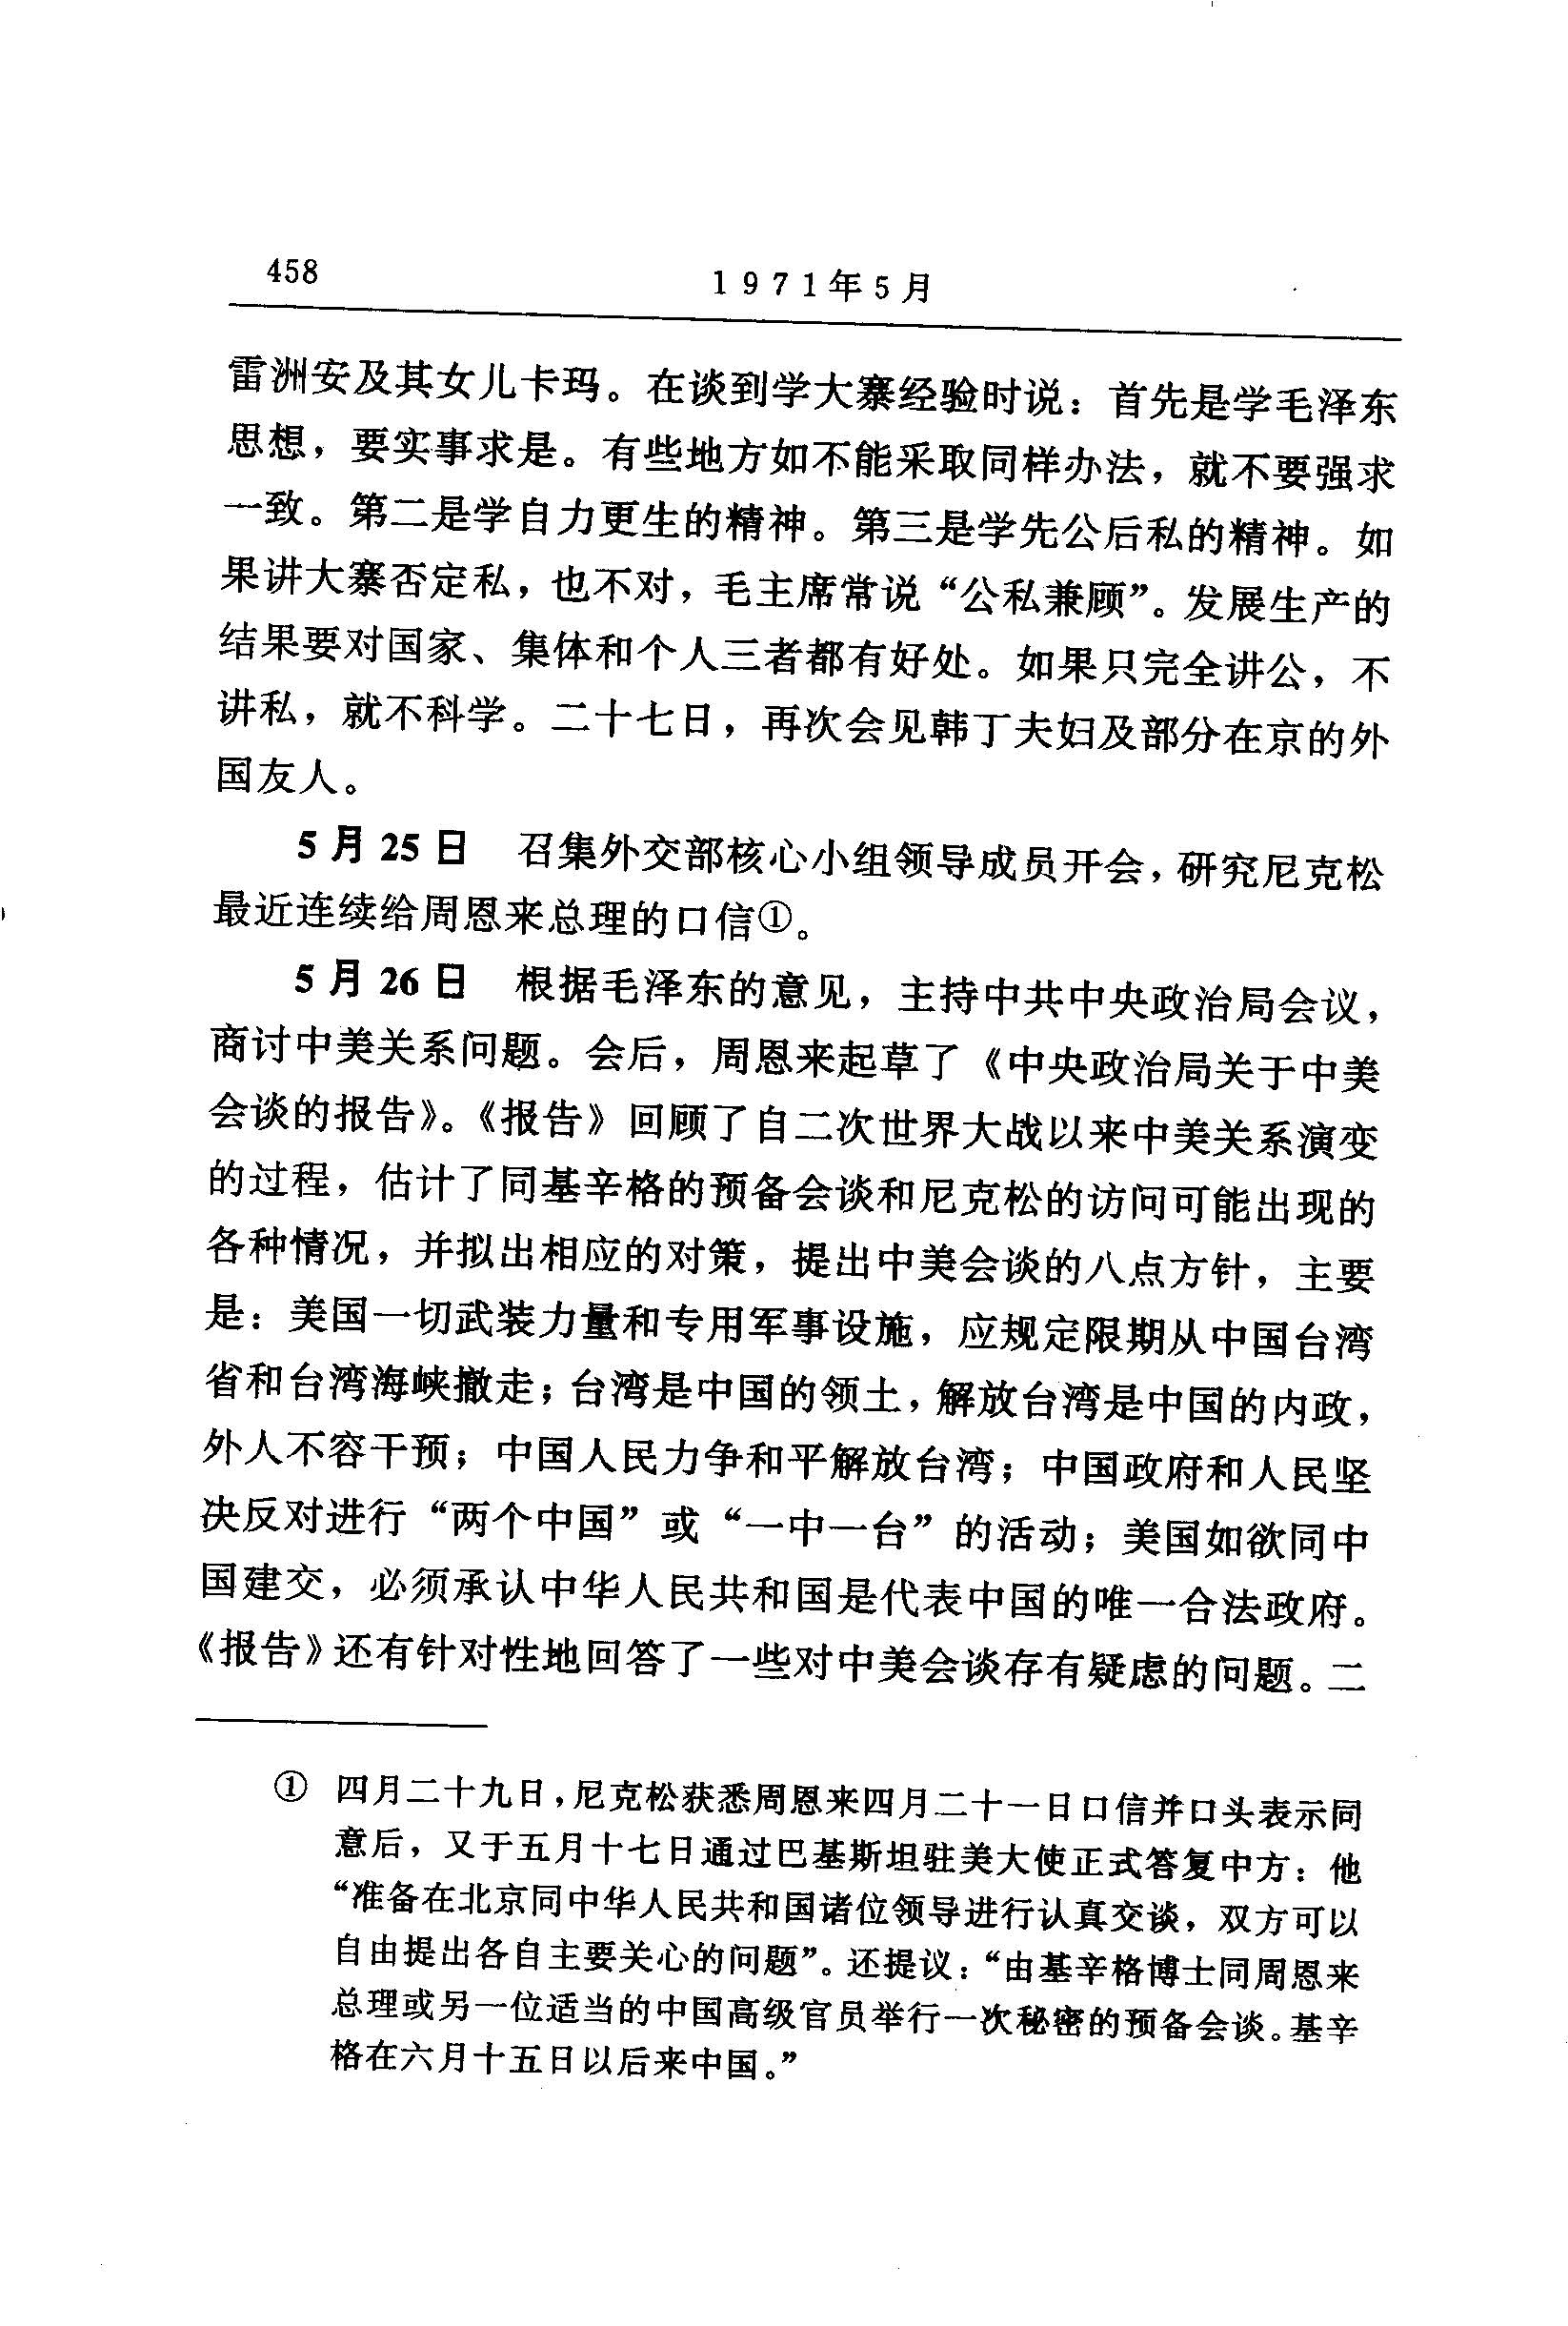 458
1971年5月
雷洲安及其女儿卡玛。在谈到学大寨经验时说：首先是学毛泽东
思想，要实事求是。有些地方如不能采取同样办法，就不要强求
一致。第二是学自力更生的精神。第三是学先公后私的精神。如
果讲大寨否定私，也不对，毛主席常说“公私兼顾”。发展生产的
结果要对国家、集体和个人三者都有好处。如果只完全讲公，不
讲私，就不科学。二十七日，再次会见韩丁夫妇及部分在京的外
国友人。
5月25日　召集外交部核心小组领导成员开会，研究尼克松
最近连续给周恩来总理的口信①。
5月26日　根据毛泽东的意见，主持中共中央政治局会议，
商讨中美关系问题。会后，周恩来起草了《中央政治局关于中美
会谈的报告》。《报告》回顾了自二次世界大战以来中美关系演变
的过程，估计了同基辛格的预备会谈和尼克松的访问可能出现的
各种情况，并拟出相应的对策，提出中美会谈的八点方针，主要
是：美国一切武装力量和专用军事设施，应规定限期从中国台湾
省和台湾海峡撤走；台湾是中国的领土，解放台湾是中国的内政，
外人不容干预；中国人民力争和平解放台湾；中国政府和人民坚
决反对进行“两个中国”或“一中一台”的活动；美国如欲同中
国建交，必须承认中华人民共和国是代表中国的唯一合法政府。
《报告》还有针对性地回答了一些对中美会谈存有疑虑的问题。二
① 四月二十九日，尼克松获悉周恩来四月二十一日口信并口头表示同
意后，又于五月十七日通过巴基斯坦驻美大使正式答复中方：他
“准备在北京同中华人民共和国诸位领导进行认真交谈，双方可以
自由提出各自主要关心的问题”。还提议：“由基辛格博士同周恩来
总理或另一位适当的中国高级官员举行一次秘密的预备会谈。基辛
格在六月十五日以后来中国。”